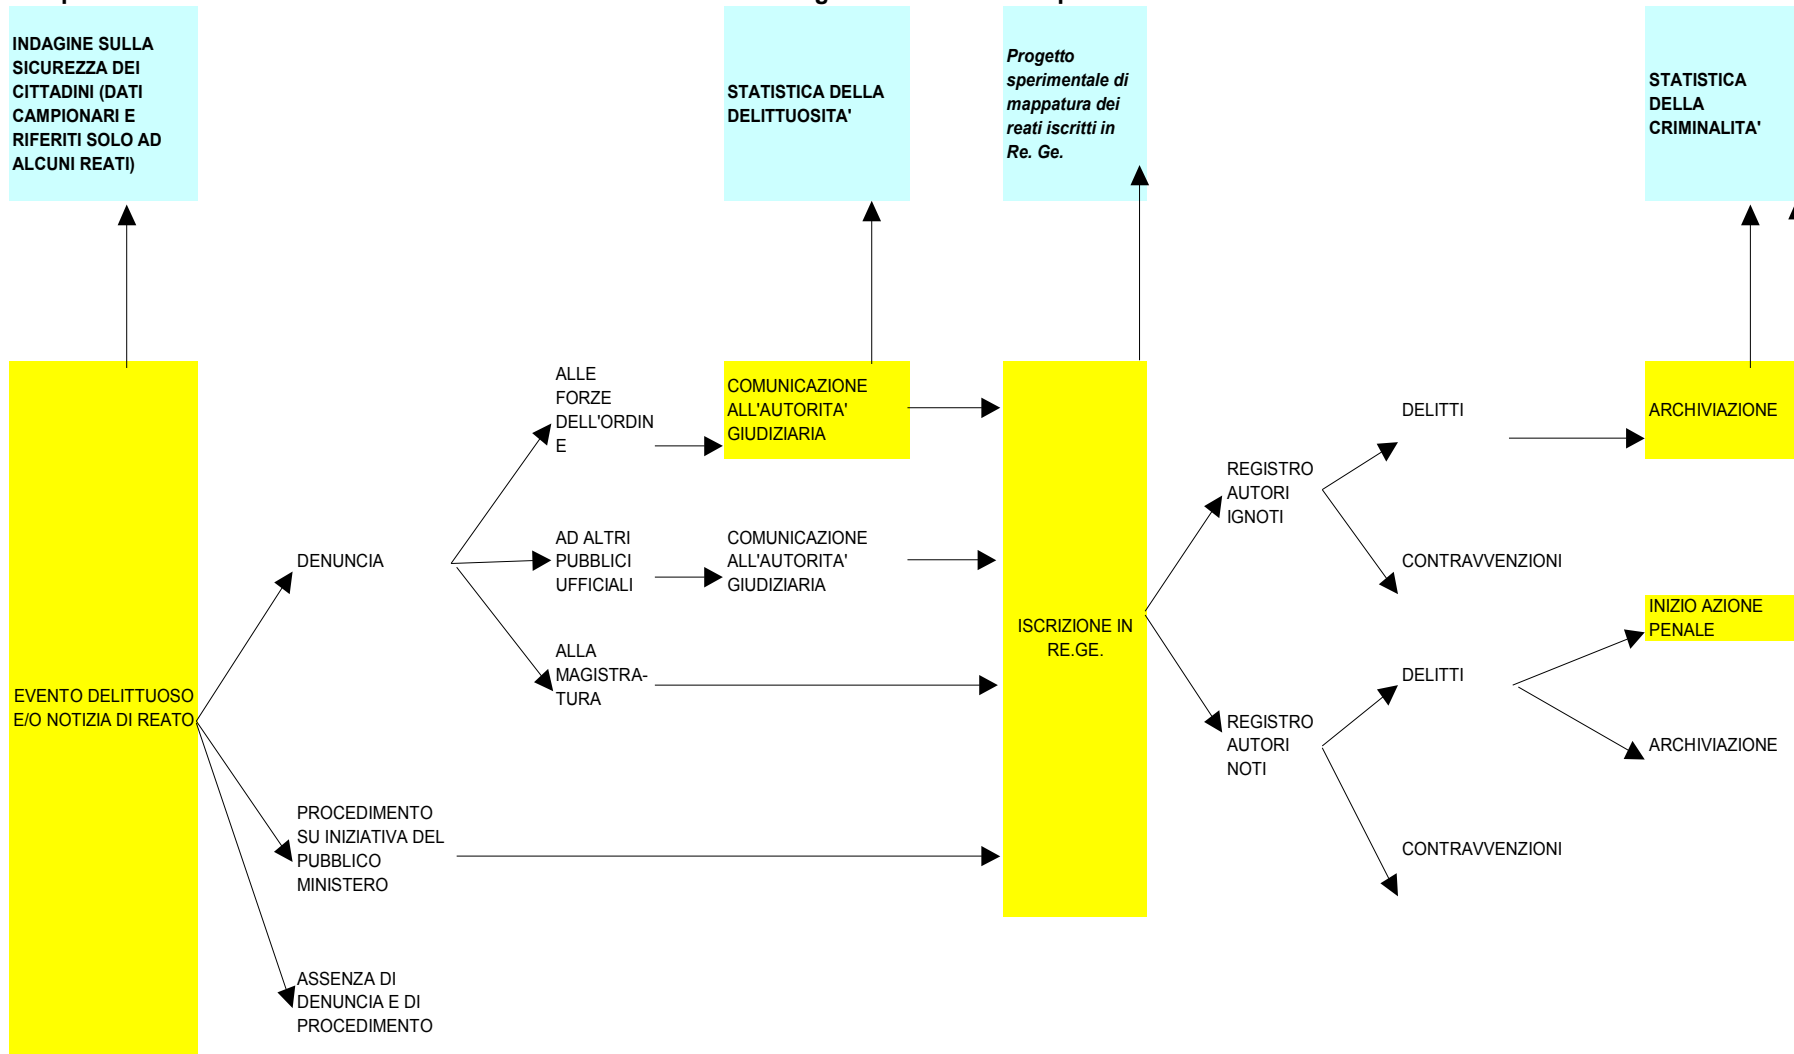 INDAGINE SULLA
SICUREZZA DEI
CITTADINI (DATI
CAMPIONARI E
RIFERITI SOLO AD
ALCUNI REATI)
STATISTICA DELLA
DELITTUOSITA'
Progetto
sperimentale di
mappatura dei
reati iscritti in
Re. Ge.
STATISTICA
DELLA
CRIMINALITA'
EVENTO DELITTUOSO
E/O NOTIZIA DI REATO
DENUNCIA
PROCEDIMENTO
SU INIZIATIVA DEL
PUBBLICO
MINISTERO
ASSENZA DI
DENUNCIA E DI
PROCEDIMENTO
ALLE
FORZE
DELL'ORDIN
E
AD ALTRI
PUBBLICI
UFFICIALI
ALLA
MAGISTRA-
TURA
COMUNICAZIONE
ALL'AUTORITA'
GIUDIZIARIA
COMUNICAZIONE
ALL'AUTORITA'
GIUDIZIARIA
ISCRIZIONE IN
RE.GE.
REGISTRO
AUTORI
IGNOTI
REGISTRO
AUTORI
NOTI
DELITTI
CONTRAVVENZIONI
DELITTI
CONTRAVVENZIONI
ARCHIVIAZIONE
INIZIO AZIONE
PENALE
ARCHIVIAZIONE